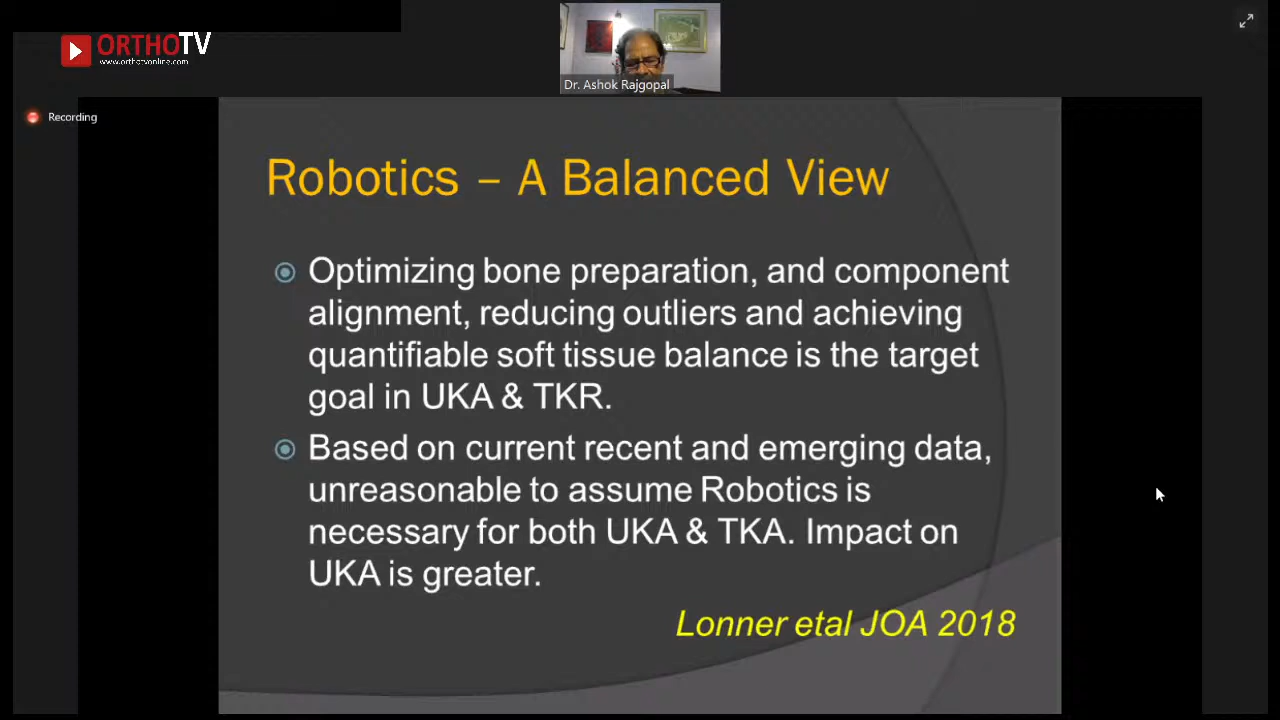 ORTHOTV
www.orthotvonline.com
Dr. Ashok Rajgopal
Recording
Robotics – A Balanced View
Optimizing bone preparation, and component
alignment, reducing outliers and achieving
quantifiable soft tissue balance is the target
goal in UKA & TKR.
Based on current recent and emerging data,
unreasonable to assume Robotics is
necessary for both UKA & TKA. Impact on
UKA is greater.
Lonner etal JOA 2018